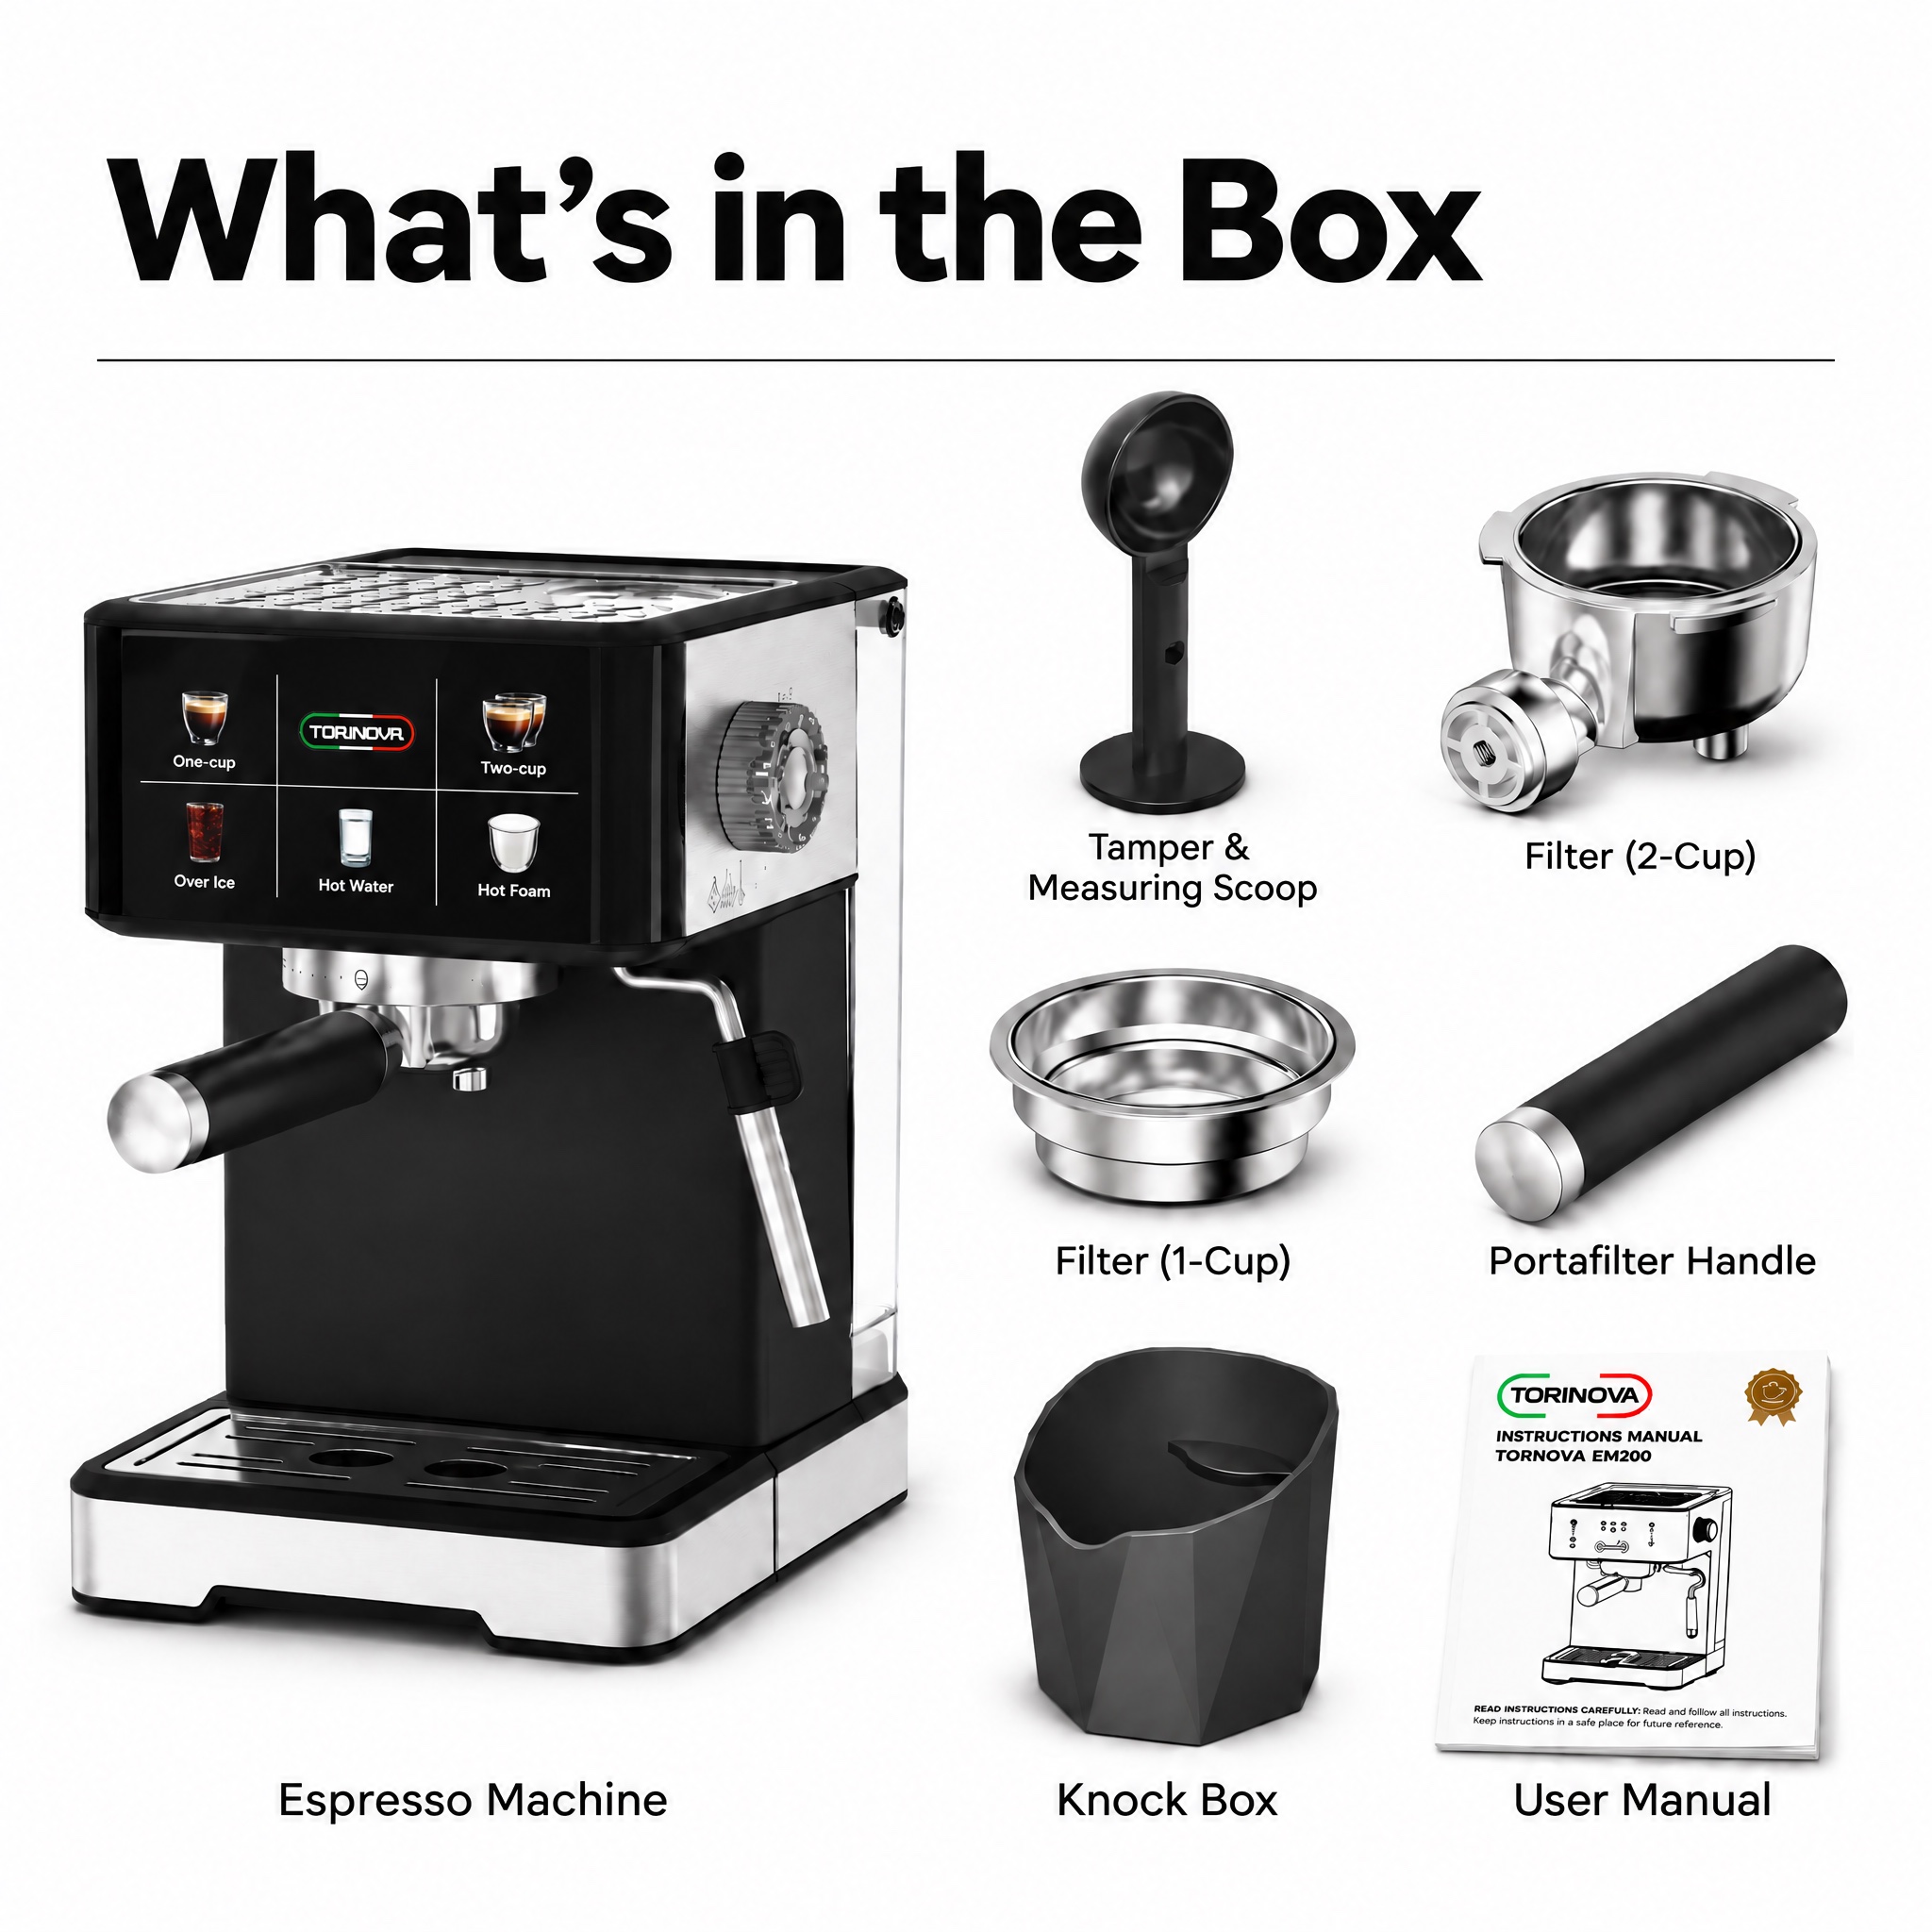 What's in the Box
One-cup
TORINOVA
Two-cup
Over Ice
Hot Water
Hot Foam
Tamper &
Measuring Scoop
Filter (2-Cup)
Filter (1-Cup)
Portafilter Handle
TORINOVA
INSTRUCTIONS MANUAL
TORNOVA EM200
READ INSTRUCTIONS CAREFULLY: Read and folllow all instructions.
Keep instructions in a safe place for future reference.
Espresso Machine
Knock Box
User Manual